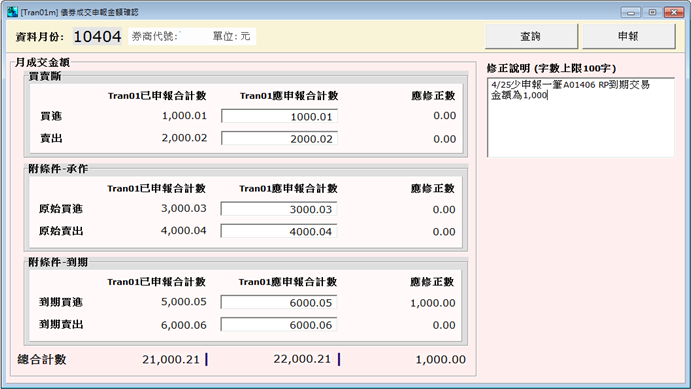 [Tran01m] 債券成交申報金額確認
資料月份: 10404 券商代號: 單位: 元 查詢 申報
月成交金額
買賣斷
Tran01已申報合計數 Tran01應申報合計數 應修正數
買進 1,000.01 1000.01 0.00
賣出 2,000.02 2000.02 0.00
附條件-承作
Tran01已申報合計數 Tran01應申報合計數 應修正數
原始買進 3,000.03 3000.03 0.00
原始賣出 4,000.04 4000.04 0.00
附條件-到期
Tran01已申報合計數 Tran01應申報合計數 應修正數
到期買進 5,000.05 6000.05 1,000.00
到期賣出 6,000.06 6000.06 0.00
總合計數 21,000.21 22,000.21 1,000.00
修正說明 (字數上限100字)
4/25少申報一筆A01406 RP到期交易
金額為1,000